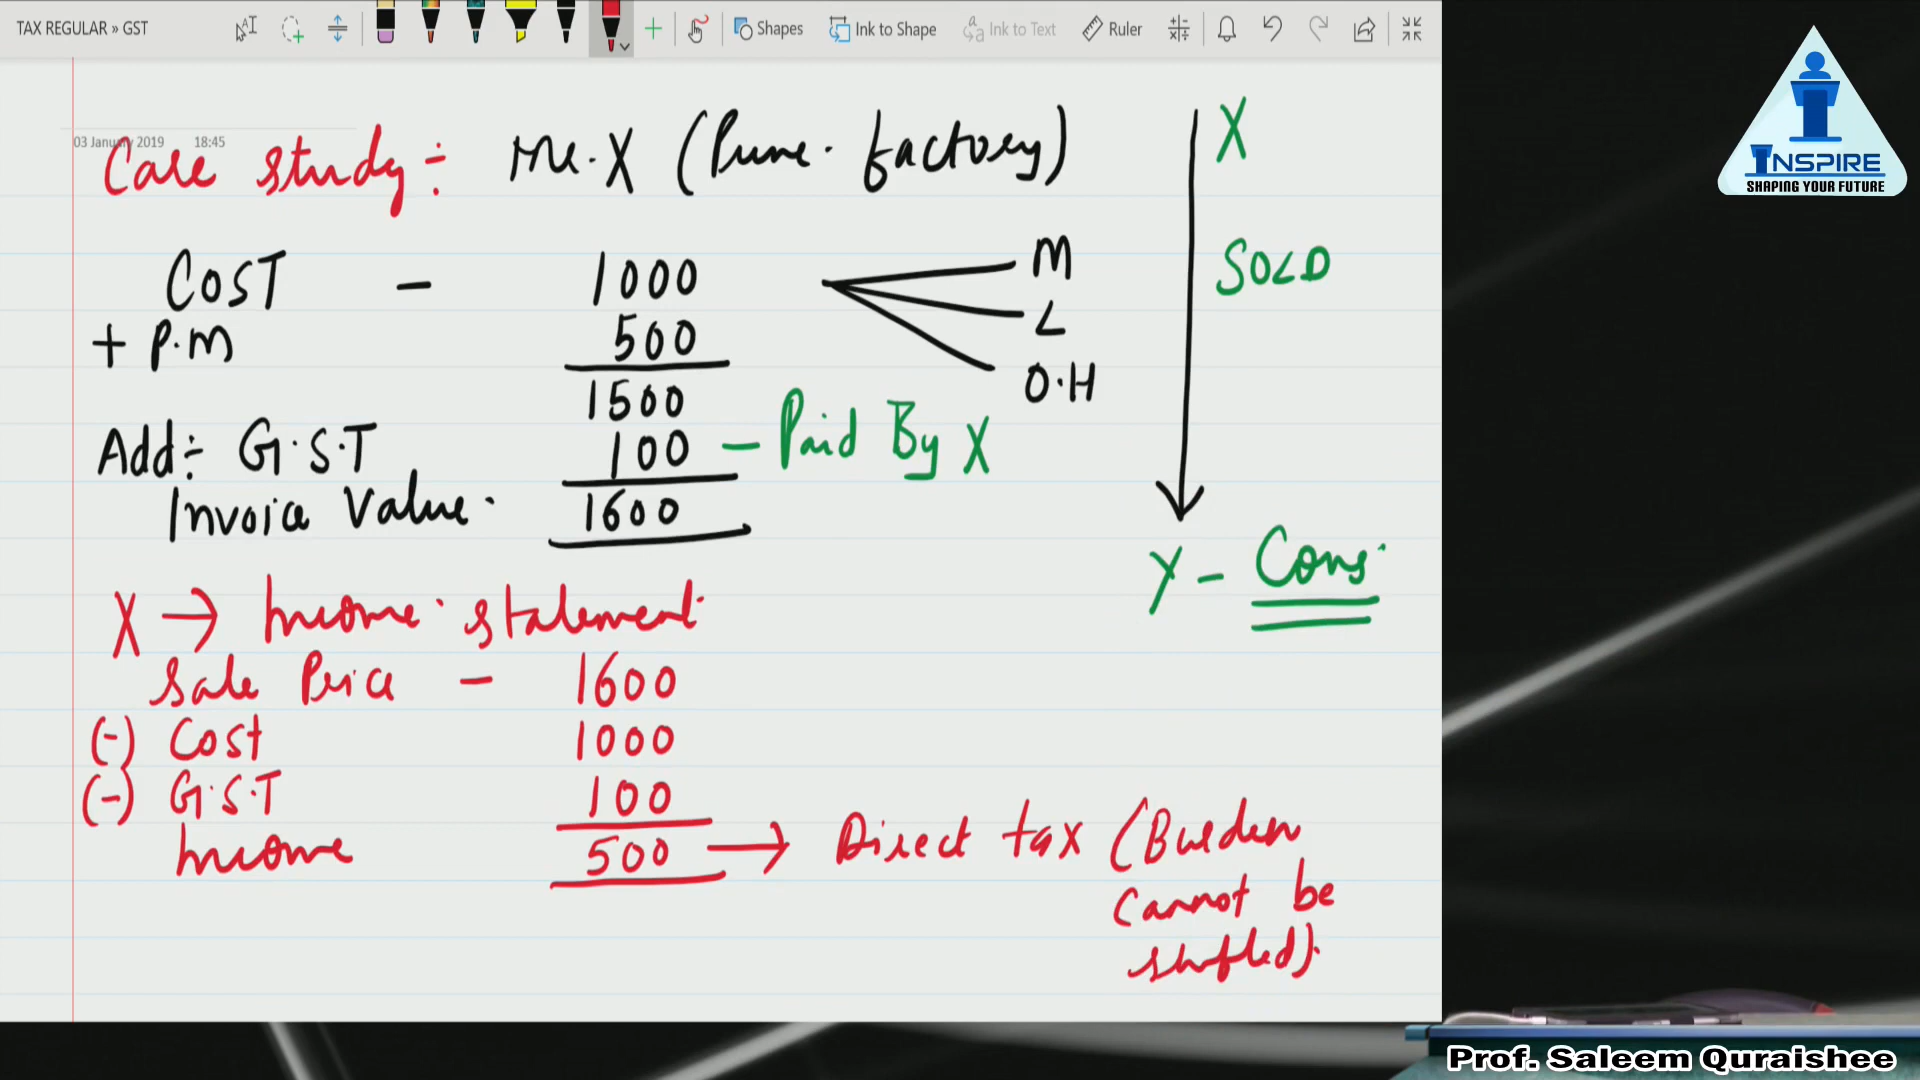 TAX REGULAR » GST
Shapes
Ink to Shape
Ink to Text
Ruler
03 January 2019 18:45
Case study ÷ Mr. X (Pune. factory)
X
SOLD
Y - Cons.
COST - 1000
M
L
O.H
+ P.M 500
1500
Add ÷ G.S.T 100 - Paid By X
Invoice Value. 1600
X → Income. statement
Sale Price - 1600
(-) Cost 1000
(-) G.S.T 100
Income 500 → Direct tax (Burden
cannot be
shifted).
INSPIRE
SHAPING YOUR FUTURE
Prof. Saleem Quraishee